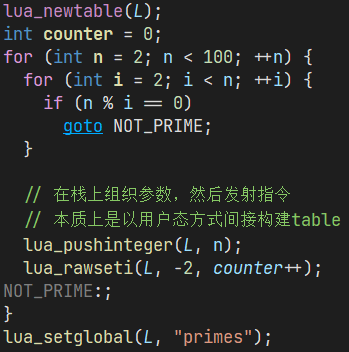 lua_newtable(L);
int counter = 0;
for (int n = 2; n < 100; ++n) {
  for (int i = 2; i < n; ++i) {
    if (n % i == 0)
      goto NOT_PRIME;
  }

  // 在栈上组织参数，然后发射指令
  // 本质上是以用户态方式间接构建table
  lua_pushinteger(L, n);
  lua_rawseti(L, -2, counter++);
NOT_PRIME:;
}
lua_setglobal(L, "primes");